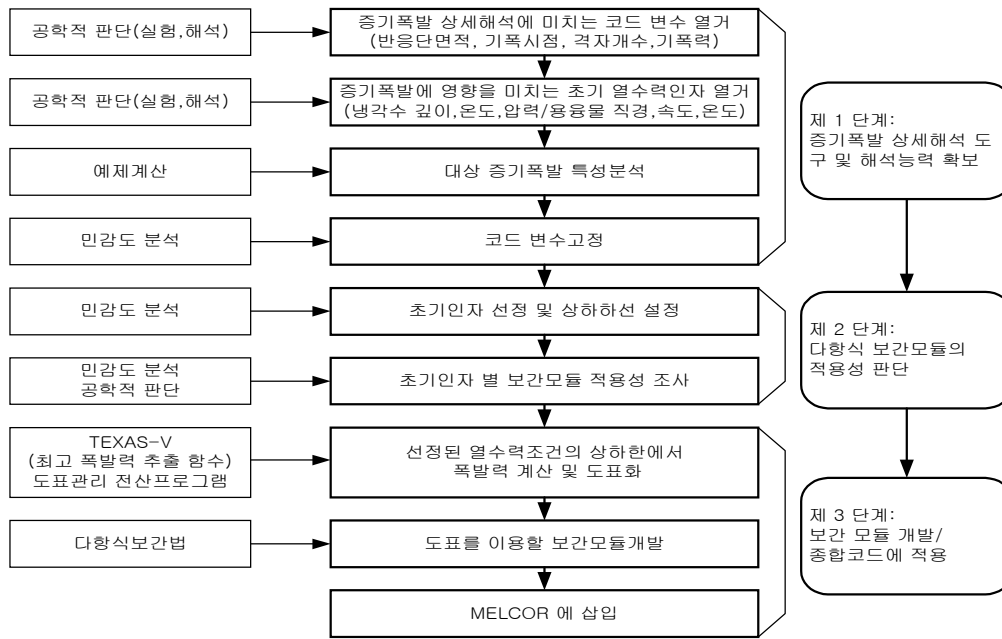 공학적 판단(실험,해석)
증기폭발 상세해석에 미치는 코드 변수 열거
(반응단면적, 기폭시점, 격자개수,기폭력)
공학적 판단(실험,해석)
증기폭발에 영향을 미치는 초기 열수력인자 열거
(냉각수 깊이,온도,압력/용융물 직경,속도,온도)
예제계산
대상 증기폭발 특성분석
민감도 분석
코드 변수고정
제 1 단계:
증기폭발 상세해석 도
구 및 해석능력 확보
민감도 분석
초기인자 선정 및 상하하선 설정
민감도 분석
공학적 판단
초기인자 별 보간모듈 적용성 조사
제 2 단계:
다항식 보간모듈의
적용성 판단
TEXAS-V
(최고 폭발력 추출 함수)
도표관리 전산프로그램
선정된 열수력조건의 상하한에서
폭발력 계산 및 도표화
다항식보간법
도표를 이용할 보간모듈개발
MELCOR 에 삽입
제 3 단계:
보간 모듈 개발/
종합코드에 적용